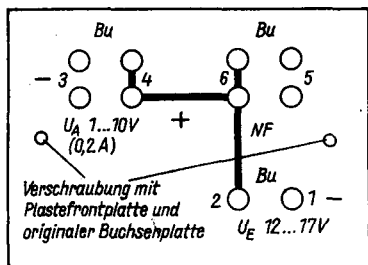 Bu Bu
– 3 4 6 5
U_A 1...10V
(0,2A)
+
NF
Verschraubung mit
Plastefrontplatte und
originaler Buchsenplatte
Bu
2 1 –
U_E 12...17V